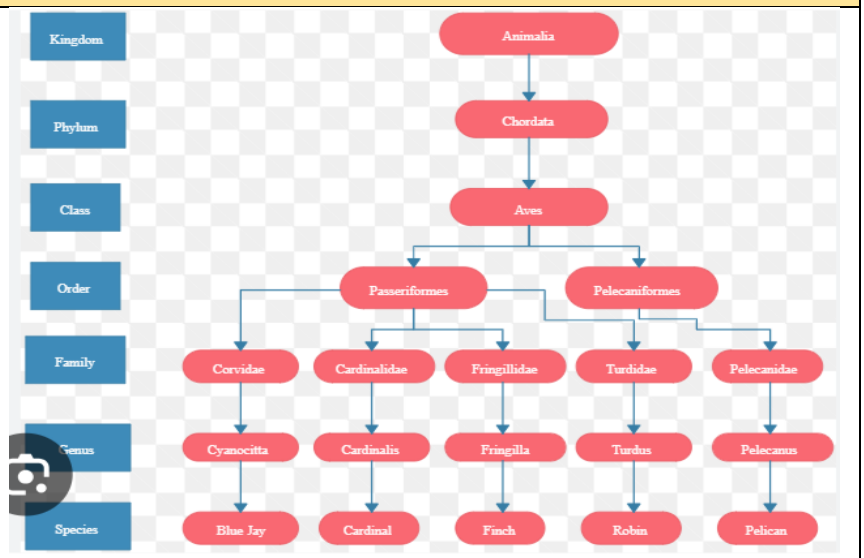 Kingdom
Animalia
Phylum
Chordata
Class
Aves
Order
Passeriformes
Pelecaniformes
Family
Corvidae
Cardinalidae
Fringillidae
Turdidae
Pelecanidae
Genus
Cyanocitta
Cardinalis
Fringilla
Turdus
Pelecanus
Species
Blue Jay
Cardinal
Finch
Robin
Pelican